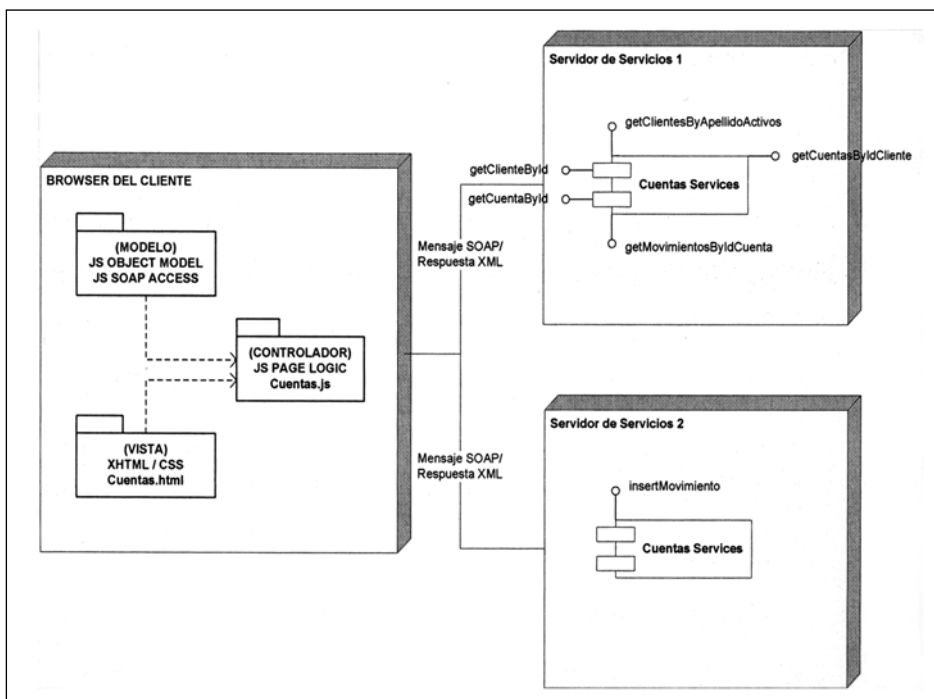 BROWSER DEL CLIENTE
(MODELO)
JS OBJECT MODEL
JS SOAP ACCESS
(CONTROLADOR)
JS PAGE LOGIC
Cuentas.js
(VISTA)
XHTML / CSS
Cuentas.html
Mensaje SOAP/
Respuesta XML
Mensaje SOAP/
Respuesta XML
Servidor de Servicios 1
getClientesByApellidoActivos
getCuentasByIdCliente
getClienteById
Cuentas Services
getCuentaById
getMovimientosByIdCuenta
Servidor de Servicios 2
insertMovimiento
Cuentas Services